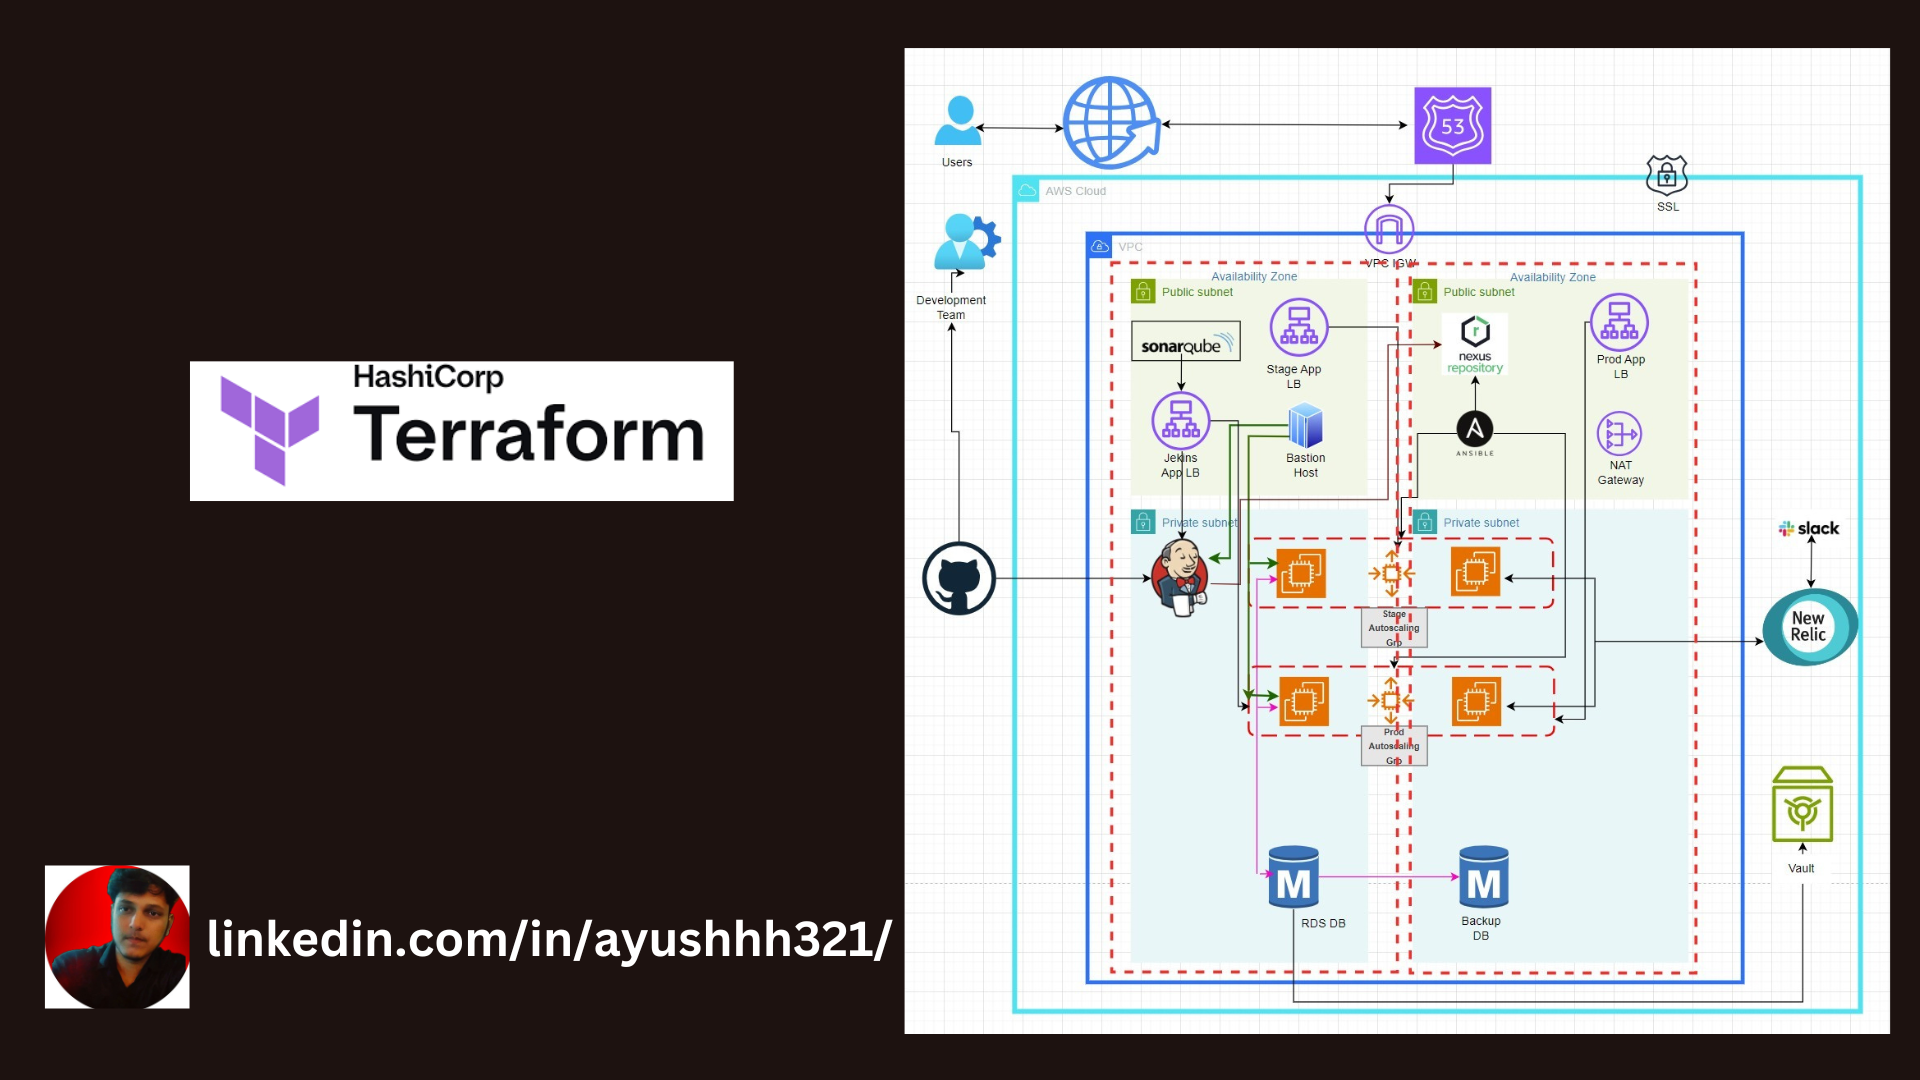 HashiCorp
Terraform
linkedin.com/in/ayushhh321/
Users
53
SSL
AWS Cloud
VPC
VPC IGW
Development
Team
Availability Zone
Public subnet
sonarqube
Stage App
LB
Jekins
App LB
Bastion
Host
Availability Zone
Public subnet
nexus
repository
Prod App
LB
A
ANSIBLE
NAT
Gateway
Private subnet
Private subnet
Stage
Autoscaling
Grp
Prod
Autoscaling
Grp
slack
New
Relic
M
RDS DB
M
Backup
DB
Vault